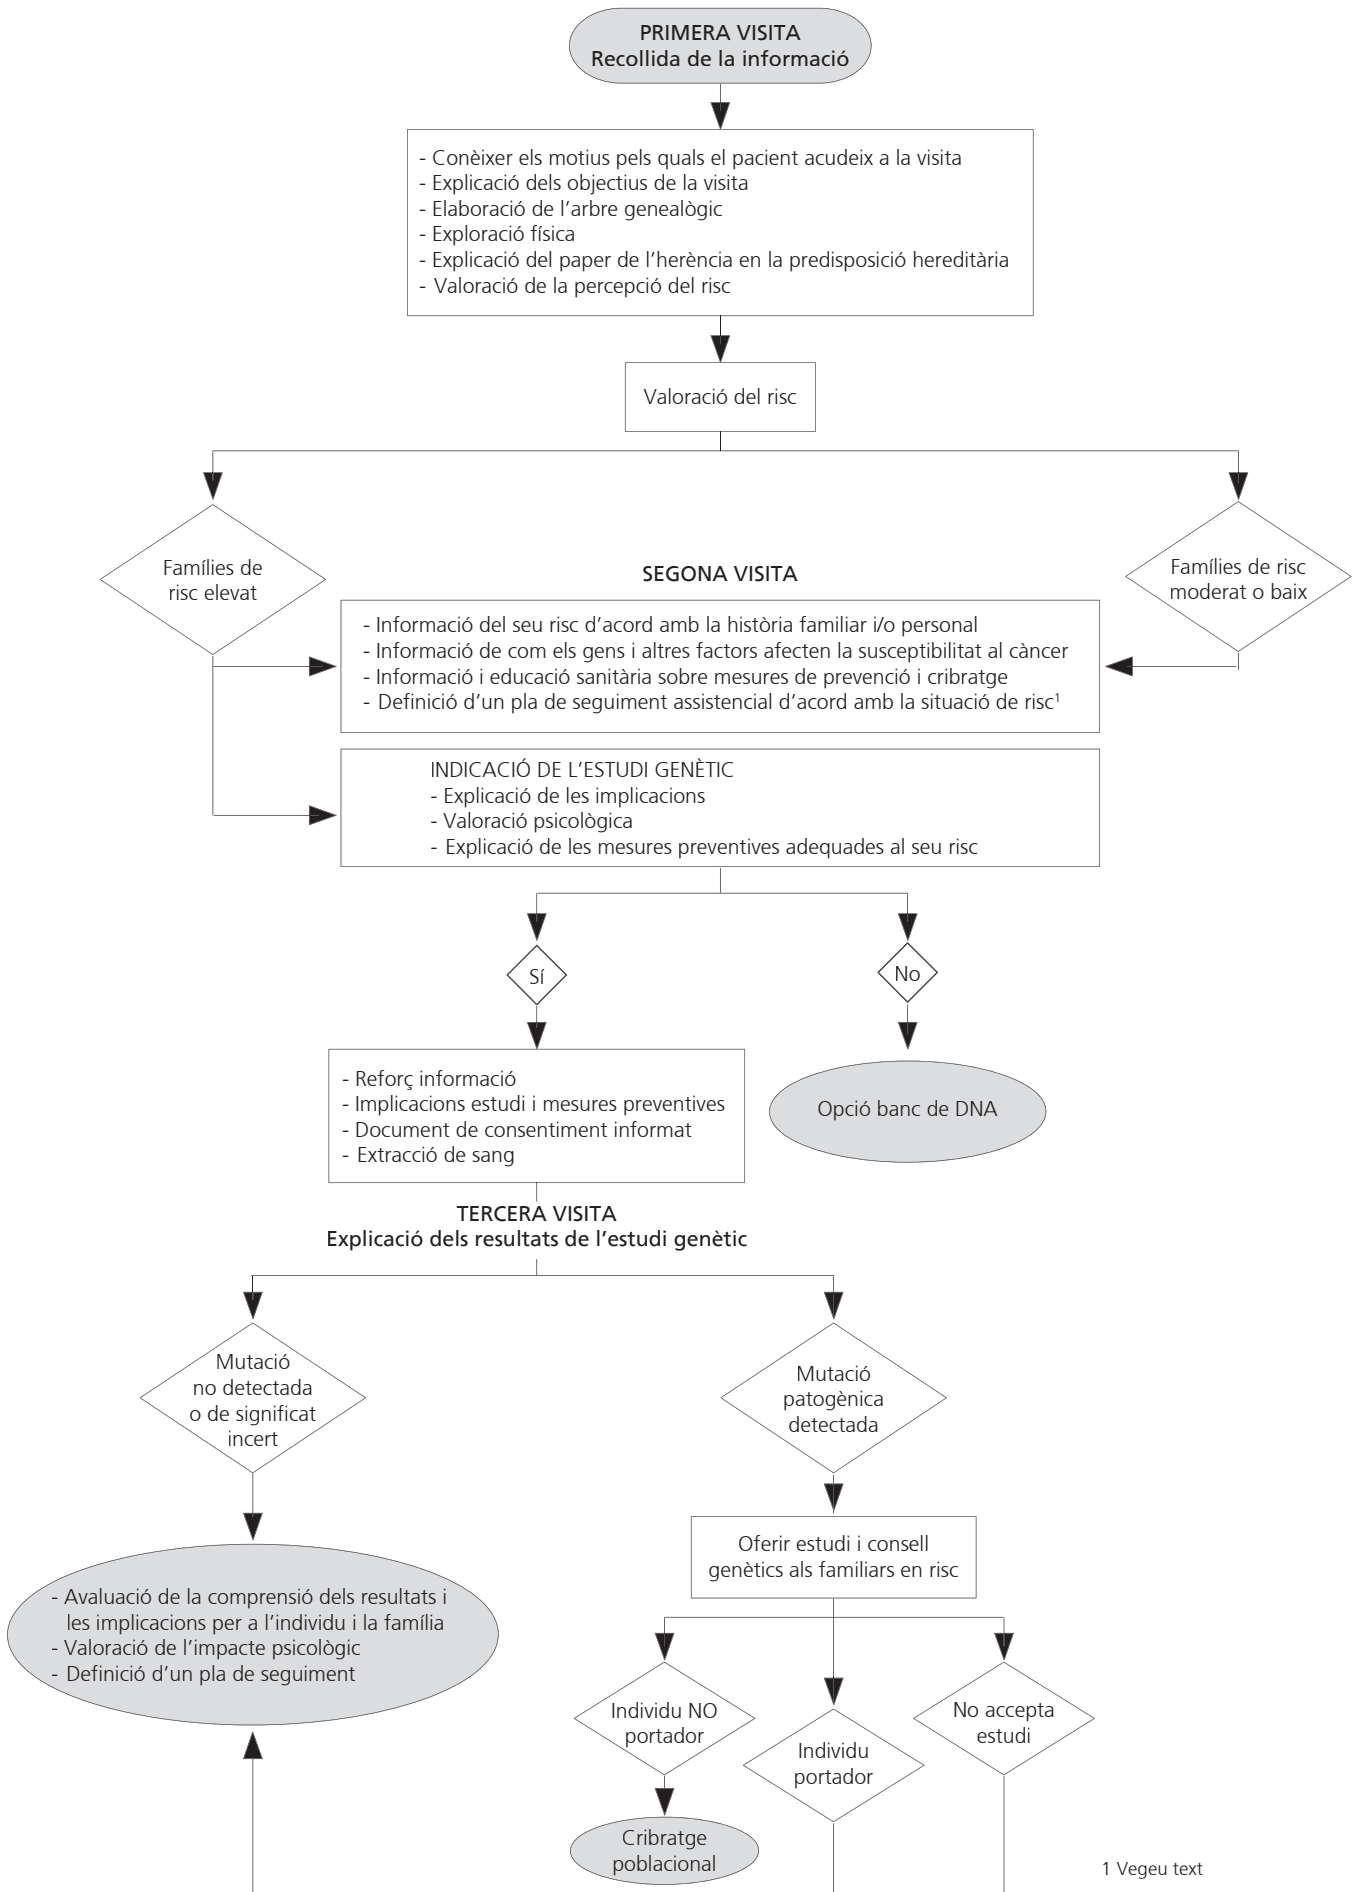 PRIMERA VISITA
Recollida de la informació
- Conèixer els motius pels quals el pacient acudeix a la visita
- Explicació dels objectius de la visita
- Elaboració de l'arbre genealògic
- Exploració física
- Explicació del paper de l'herència en la predisposició hereditària
- Valoració de la percepció del risc
Valoració del risc
Famílies de
risc elevat
Famílies de risc
moderat o baix
SEGONA VISITA
- Informació del seu risc d'acord amb la història familiar i/o personal
- Informació de com els gens i altres factors afecten la susceptibilitat al càncer
- Informació i educació sanitària sobre mesures de prevenció i cribratge
- Definició d'un pla de seguiment assistencial d'acord amb la situació de risc¹
INDICACIÓ DE L'ESTUDI GENÈTIC
- Explicació de les implicacions
- Valoració psicològica
- Explicació de les mesures preventives adequades al seu risc
Sí
No
- Reforç informació
- Implicacions estudi i mesures preventives
- Document de consentiment informat
- Extracció de sang
Opció banc de DNA
TERCERA VISITA
Explicació dels resultats de l'estudi genètic
Mutació
no detectada
o de significat
incert
Mutació
patogènica
detectada
Oferir estudi i consell
genètics als familiars en risc
- Avaluació de la comprensió dels resultats i
les implicacions per a l'individu i la família
- Valoració de l'impacte psicològic
- Definició d'un pla de seguiment
Individu NO
portador
Individu
portador
No accepta
estudi
Cribratge
poblacional
1 Vegeu text